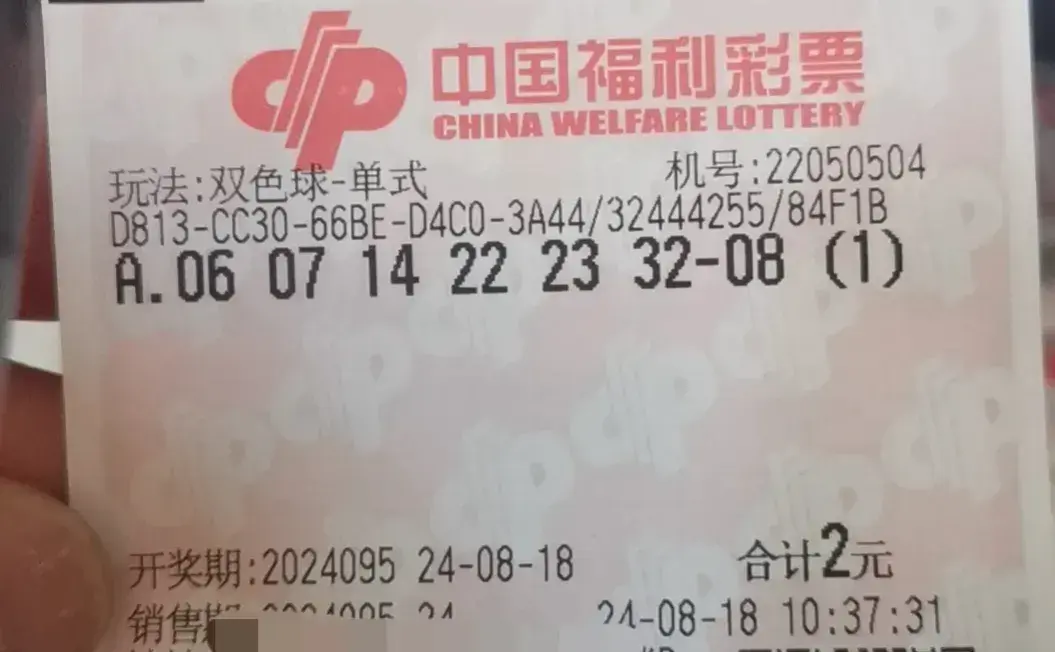 中国福利彩票
CHINA WELFARE LOTTERY
玩法:双色球-单式 机号:22050504
D813-CC30-66BE-D4C0-3A44/32444255/84F1B
A.06 07 14 22 23 32-08 (1)
开奖期:2024095 24-08-18 合计2元
销售期 24-08-18 10:37:31